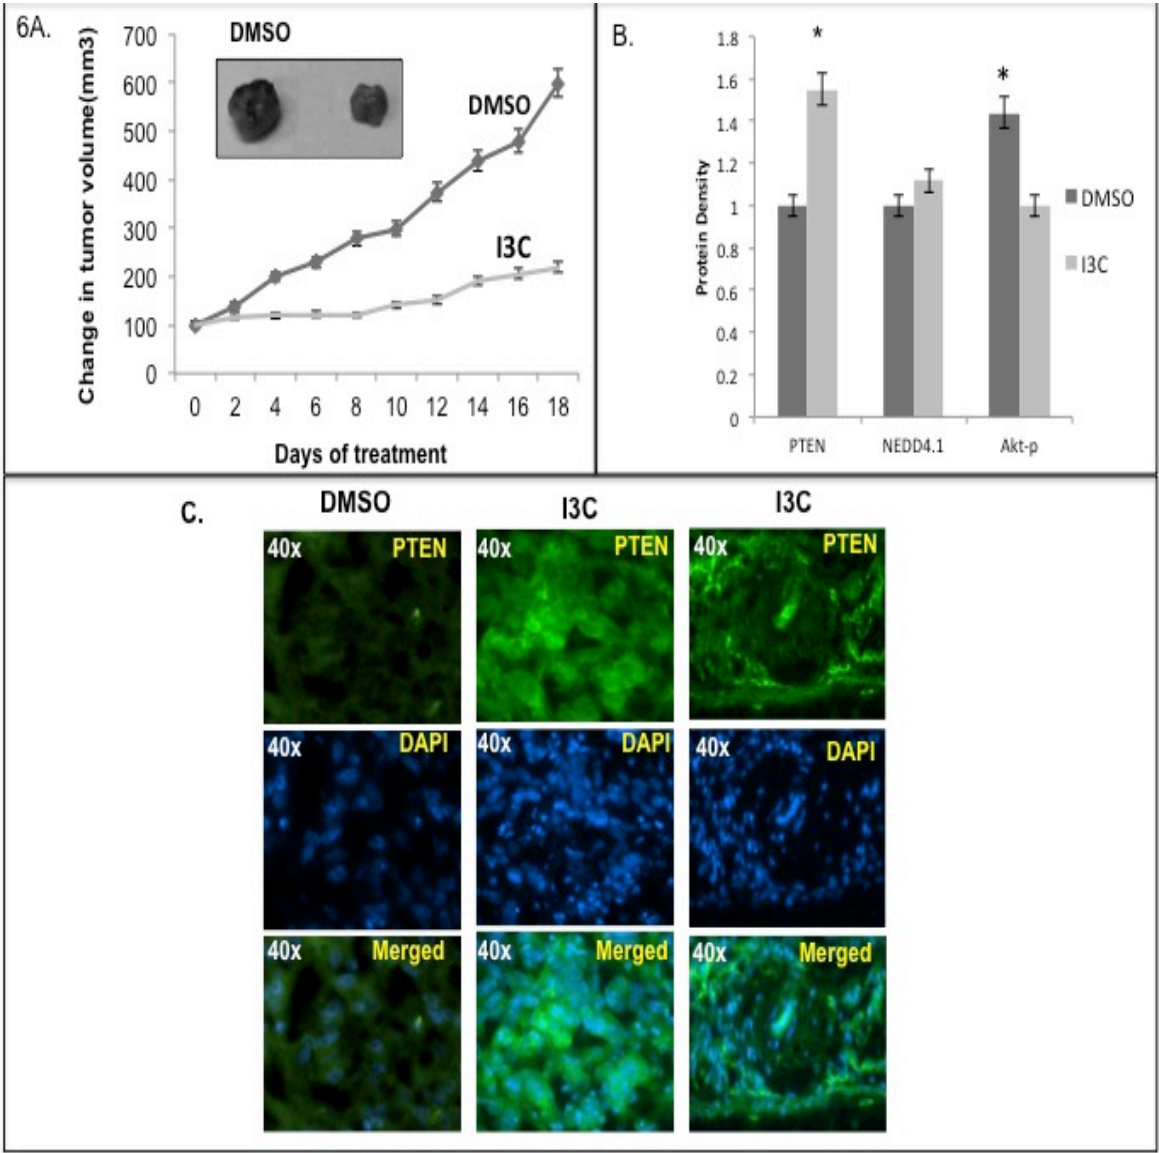 6A.
DMSO
Change in tumor volume(mm3)
700
600
500
400
300
200
100
0
DMSO
I3C
0 2 4 6 8 10 12 14 16 18
Days of treatment
B.
Protein Density
1.8
1.6
1.4
1.2
1
0.8
0.6
0.4
0.2
0
*
*
PTEN NEDD4.1 Akt-p
DMSO
I3C
C.
DMSO I3C I3C
40x PTEN 40x PTEN 40x PTEN
40x DAPI 40x DAPI 40x DAPI
40x Merged 40x Merged 40x Merged